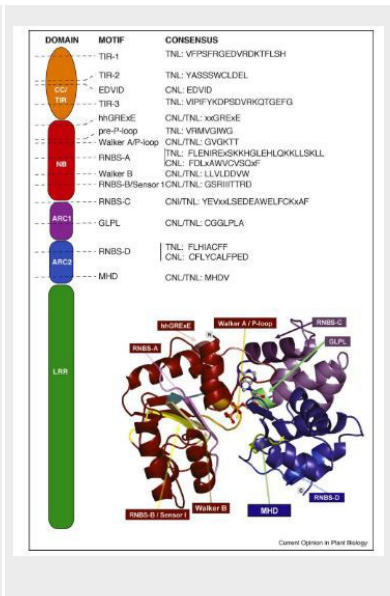 DOMAIN MOTIF CONSENSUS
TIR-1 TNL: VFPSFRGEDVRDKTFLSH
TIR-2 TNL: YASSSWCLDEL
CC/
TIR
EDVID CNL: EDVID
TIR-3 TNL: VIPIFYKDPSDVRKQTGEFG
hhGRExE CNL/TNL: xxGRExE
pre-P-loop TNL: VRMVGIWG
Walker A/P-loop CNL/TNL: GVGKTT
NB
RNBS-A TNL: FLENIRExSKKHGLEHLQKKLLSKLL
CNL: FDLxAWVCVSQxF
Walker B CNL/TNL: LLVLDDVW
RNBS-B/Sensor 1 CNL/TNL: GSRIIITTRD
RNBS-C CNl/TNL: YEVxxLSEDEAWELFCKxAF
ARC1
GLPL CNL/TNL: CGGLPLA
ARC2
RNBS-D TNL: FLHIACFF
CNL: CFLYCALFPED
MHD CNL/TNL: MHDV
LRR
hhGRExE
Walker A / P-loop
RNBS-C
RNBS-A
N
GLPL
RNBS-B / Sensor I
Walker B
MHD
RNBS-D
C
Current Opinion in Plant Biology